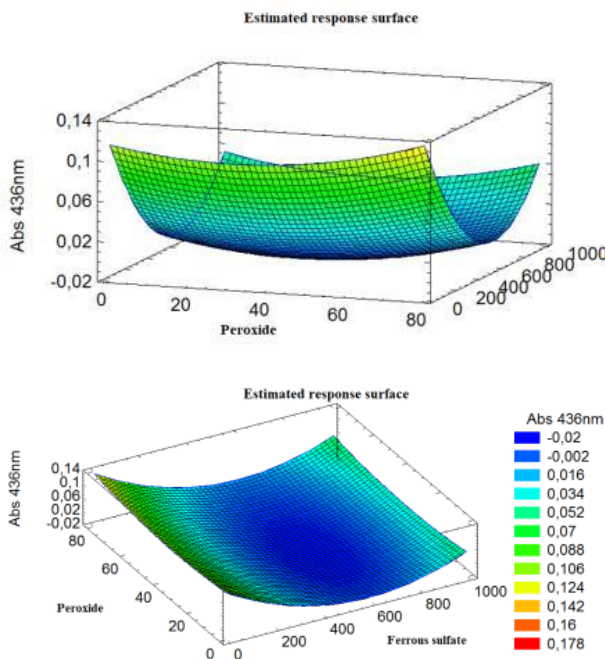 Estimated response surface
0,14
0,1
0,06
0,02
-0,02
Abs 436nm
0 20 40 60 80
Peroxide
0 200 400 600 800 1000
Estimated response surface
Abs 436nm
0,14
0,1
0,06
0,02
-0,02
80
60
40
20
0
Peroxide
0 200 400 600 800 1000
Ferrous sulfate
Abs 436nm
-0,02
-0,002
0,016
0,034
0,052
0,07
0,088
0,106
0,124
0,142
0,16
0,178